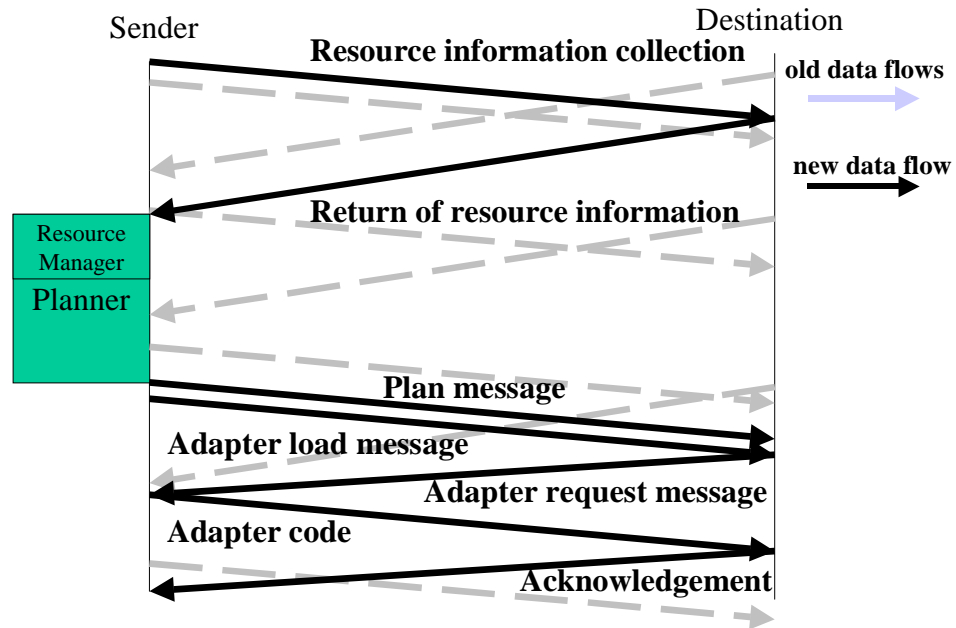 Sender
Destination
Resource information collection
old data flows
new data flow
Return of resource information
Resource
Manager
Planner
Plan message
Adapter load message
Adapter request message
Adapter code
Acknowledgement